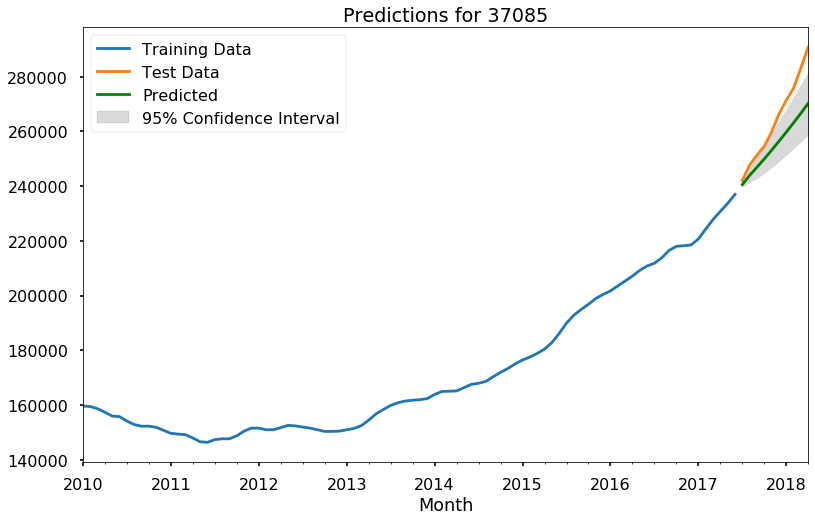 Predictions for 37085
Training Data
Test Data
Predicted
95% Confidence Interval
280000
260000
240000
220000
200000
180000
160000
140000
2010 2011 2012 2013 2014 2015 2016 2017 2018
Month